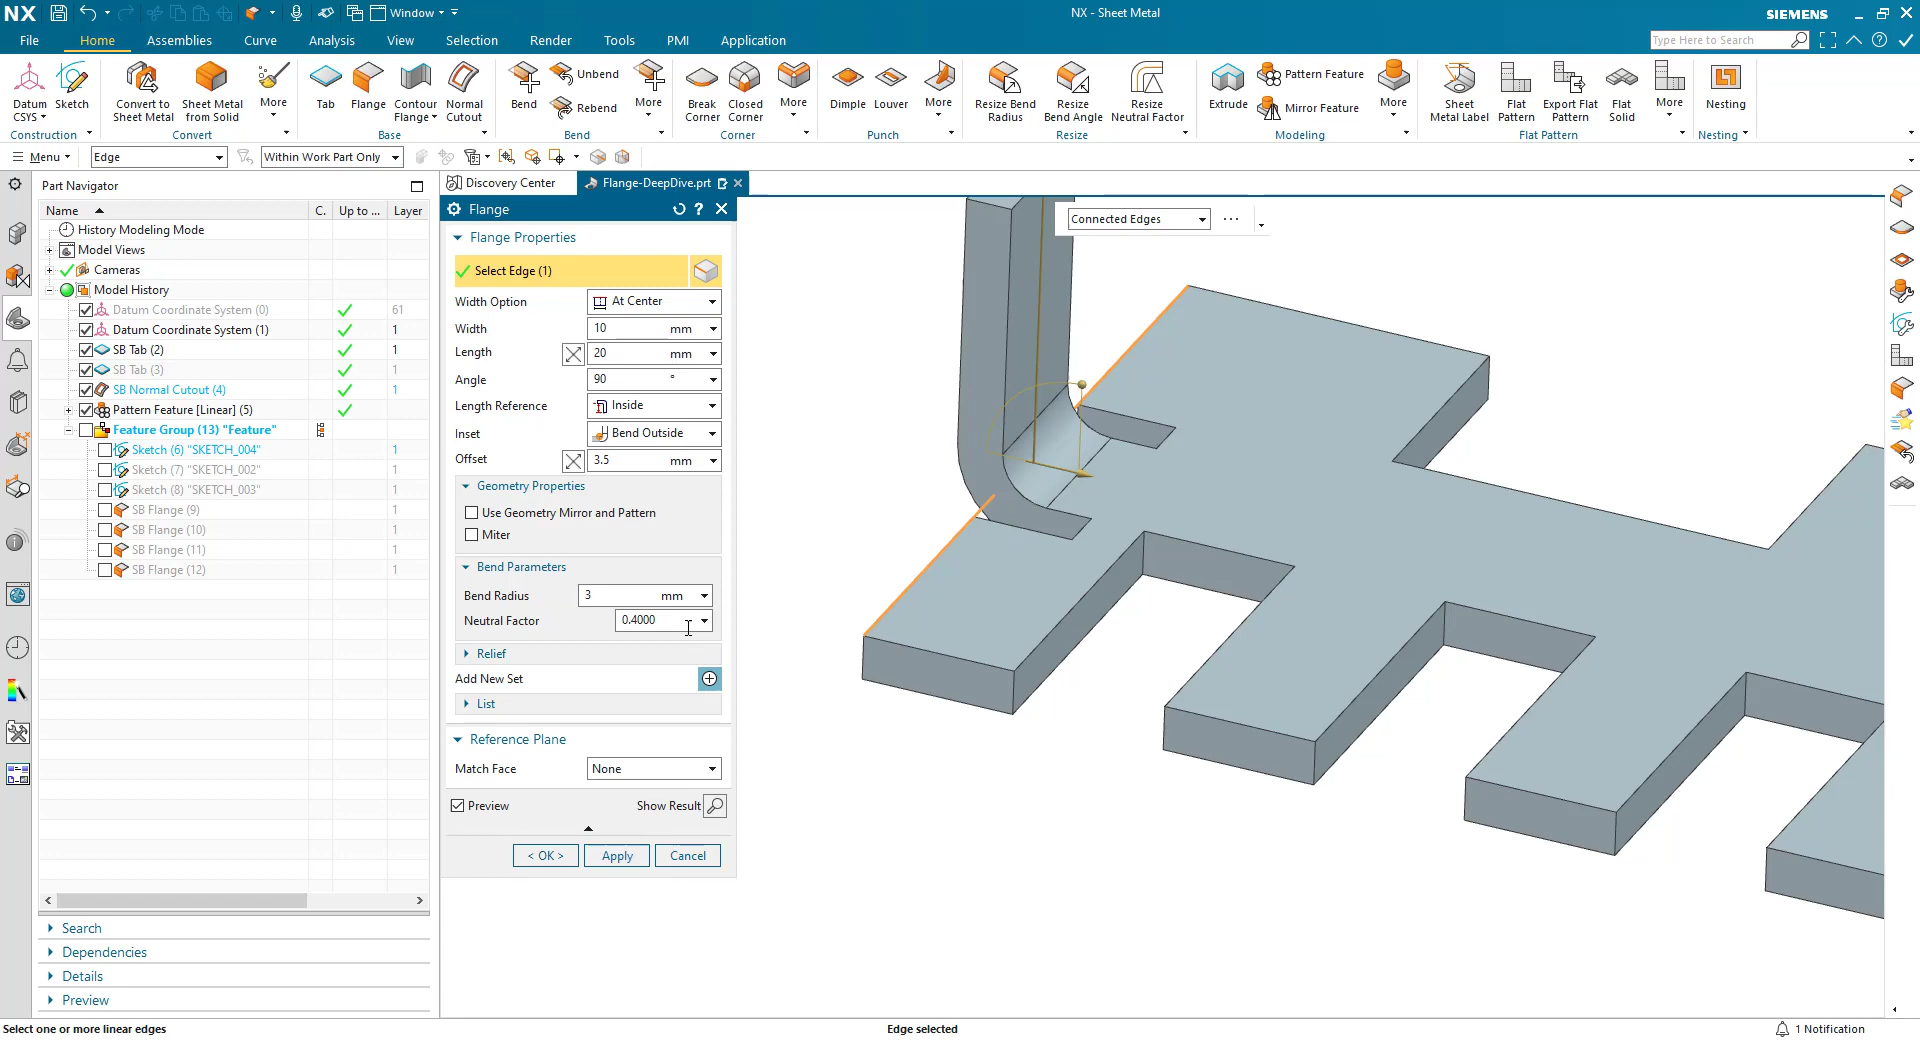 NX
Window
NX - Sheet Metal
SIEMENS
File
Home
Assemblies
Curve
Analysis
View
Selection
Render
Tools
PMI
Application
Type Here to Search
Datum CSYS
Sketch
Construction
Convert to Sheet Metal
Sheet Metal from Solid
More
Convert
Tab
Flange
Contour Flange
Normal Cutout
Base
Bend
Unbend
Rebend
More
Bend
Break Corner
Closed Corner
More
Corner
Dimple
Louver
More
Punch
Resize Bend Radius
Resize Bend Angle
Resize Neutral Factor
Resize
Extrude
Pattern Feature
Mirror Feature
More
Modeling
Sheet Metal Label
Flat Pattern
Export Flat Pattern
Flat Solid
More
Flat Pattern
Nesting
Nesting
Menu
Edge
Within Work Part Only
Part Navigator
Name C. Up to ... Layer
History Modeling Mode
Model Views
Cameras
Model History
Datum Coordinate System (0) 61
Datum Coordinate System (1) 1
SB Tab (2) 1
SB Tab (3) 1
SB Normal Cutout (4) 1
Pattern Feature [Linear] (5)
Feature Group (13) "Feature"
Sketch (6) "SKETCH_004" 1
Sketch (7) "SKETCH_002" 1
Sketch (8) "SKETCH_003" 1
SB Flange (9) 1
SB Flange (10) 1
SB Flange (11) 1
SB Flange (12) 1
Search
Dependencies
Details
Preview
Discovery Center
Flange-DeepDive.prt
Flange
Flange Properties
Select Edge (1)
Width Option At Center
Width 10 mm
Length 20 mm
Angle 90 °
Length Reference Inside
Inset Bend Outside
Offset 3.5 mm
Geometry Properties
Use Geometry Mirror and Pattern
Miter
Bend Parameters
Bend Radius 3 mm
Neutral Factor 0.4000
Relief
Add New Set
List
Reference Plane
Match Face None
Preview
Show Result
< OK >
Apply
Cancel
Connected Edges
Select one or more linear edges
Edge selected
1 Notification